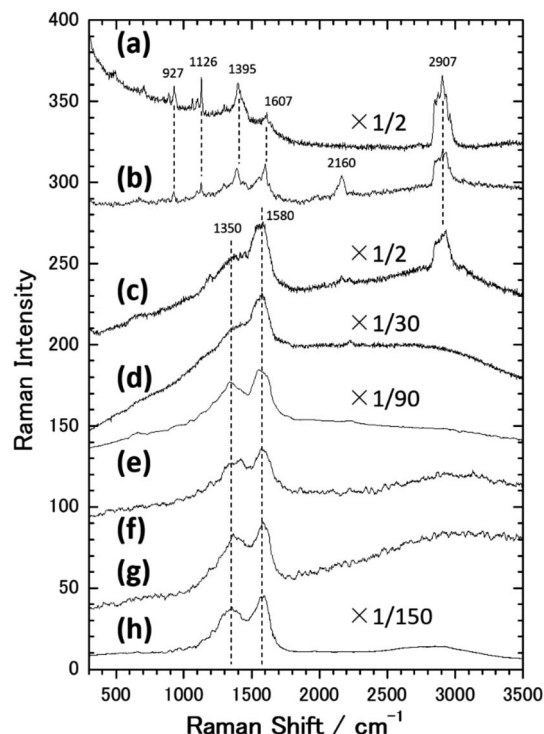 400
(a)
1126
1395
2907
927
350
1607
× 1/2
300
(b)
2160
1580
1350
250
× 1/2
(c)
× 1/30
200
(d)
× 1/90
150
(e)
100
(f)
50
(g)
× 1/150
(h)
0
500 1000 1500 2000 2500 3000 3500
Raman Intensity
Raman Shift / cm⁻¹